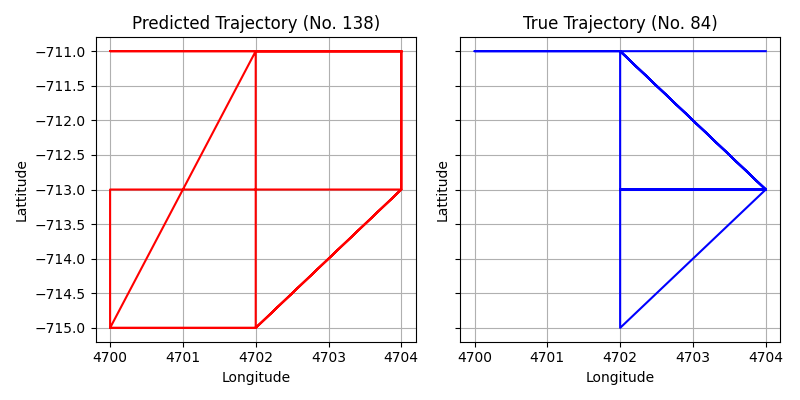 Predicted Trajectory (No. 138)
True Trajectory (No. 84)
−711.0
−711.5
−712.0
−712.5
−713.0
−713.5
−714.0
−714.5
−715.0
Lattitude
Lattitude
4700 4701 4702 4703 4704
4700 4701 4702 4703 4704
Longitude
Longitude